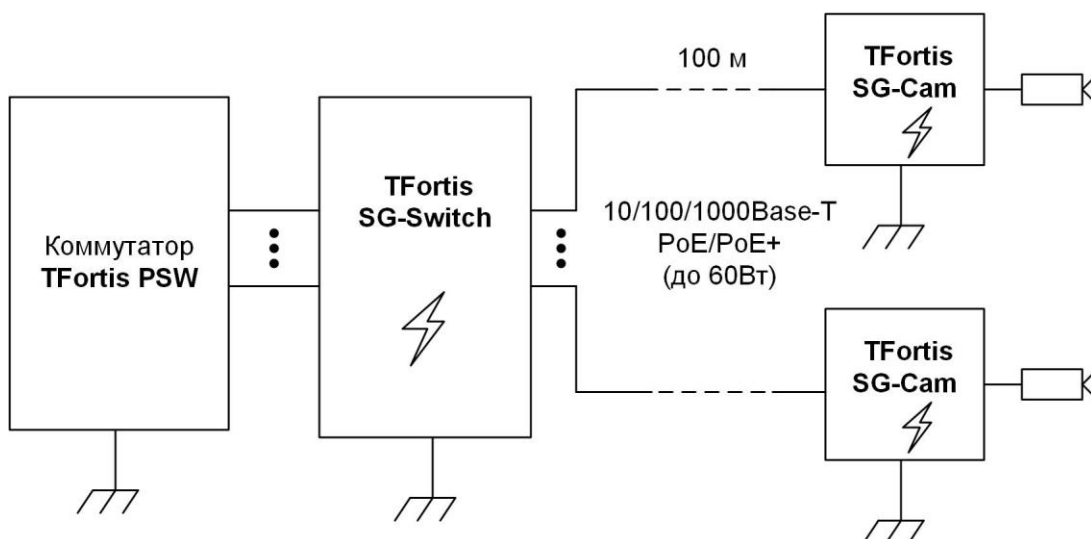 Коммутатор
TFortis PSW
TFortis
SG-Switch
100 м
10/100/1000Base-T
PoE/PoE+
(до 60Вт)
TFortis
SG-Cam
TFortis
SG-Cam